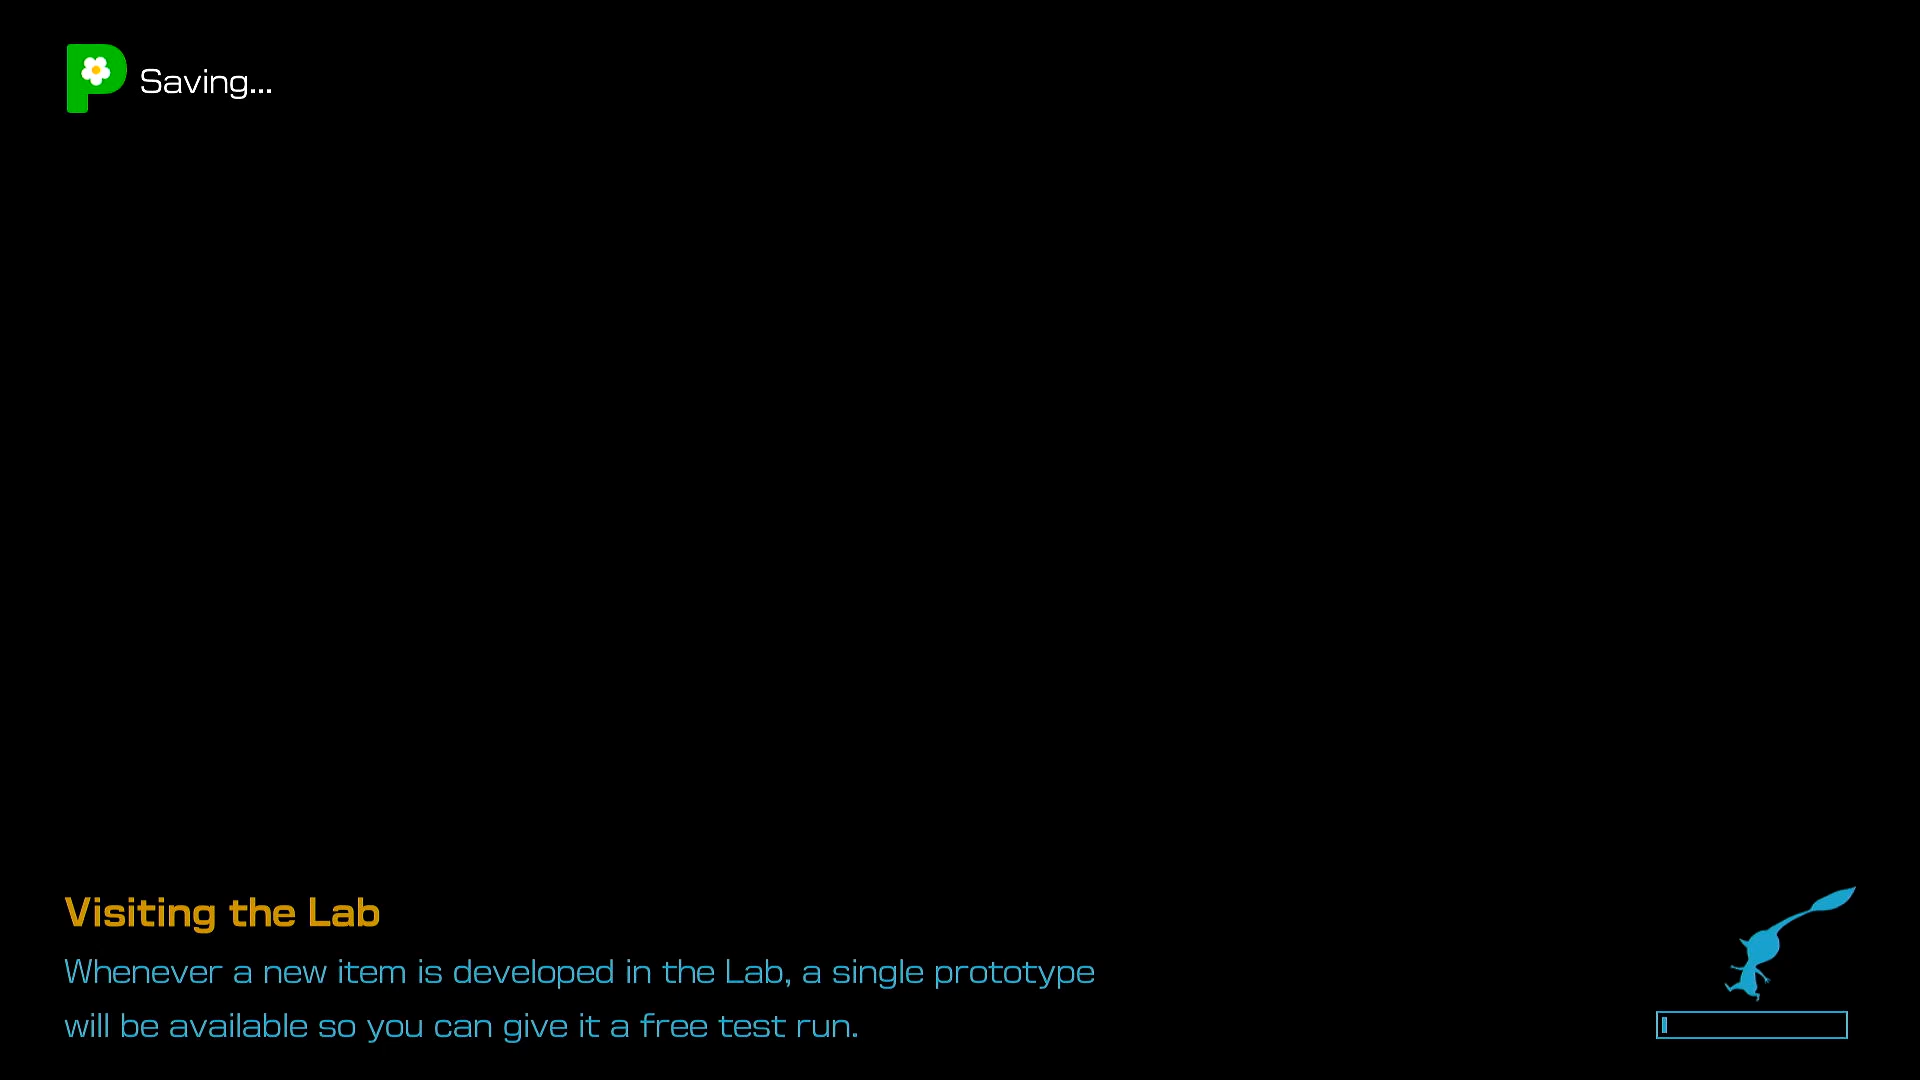 P Saving...
Visiting the Lab
Whenever a new item is developed in the Lab, a single prototype
will be available so you can give it a free test run.